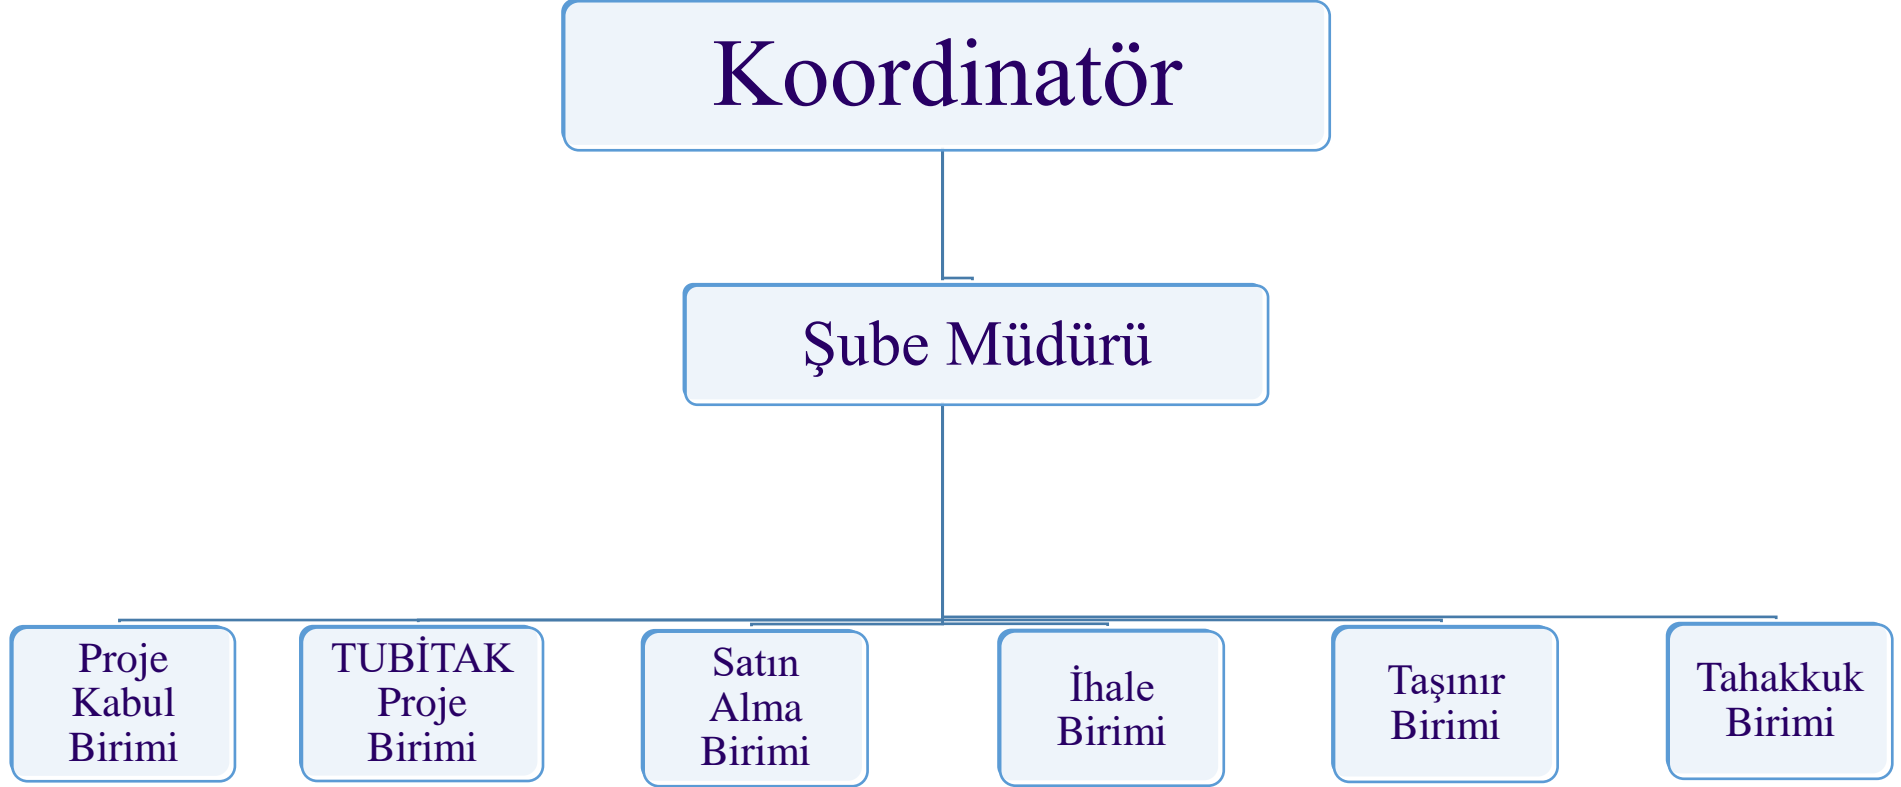 Koordinatör
Şube Müdürü
Proje
Kabul
Birimi
TUBİTAK
Proje
Birimi
Satın
Alma
Birimi
İhale
Birimi
Taşınır
Birimi
Tahakkuk
Birimi